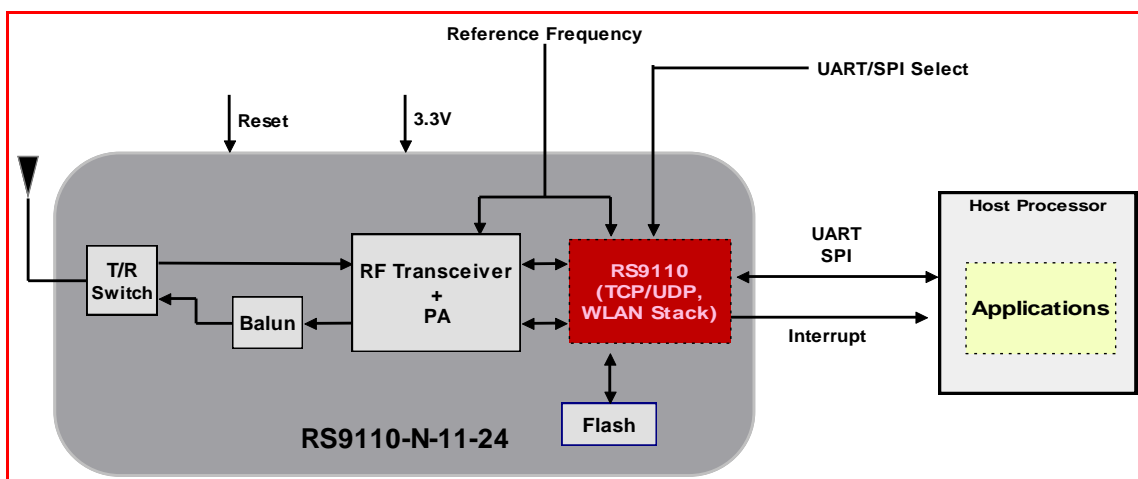 Reference Frequency
UART/SPI Select
Reset
3.3V
Host Processor
T/R
Switch
RF Transceiver
+
PA
Balun
RS9110
(TCP/UDP,
WLAN Stack)
UART
SPI
Interrupt
Applications
Flash
RS9110-N-11-24